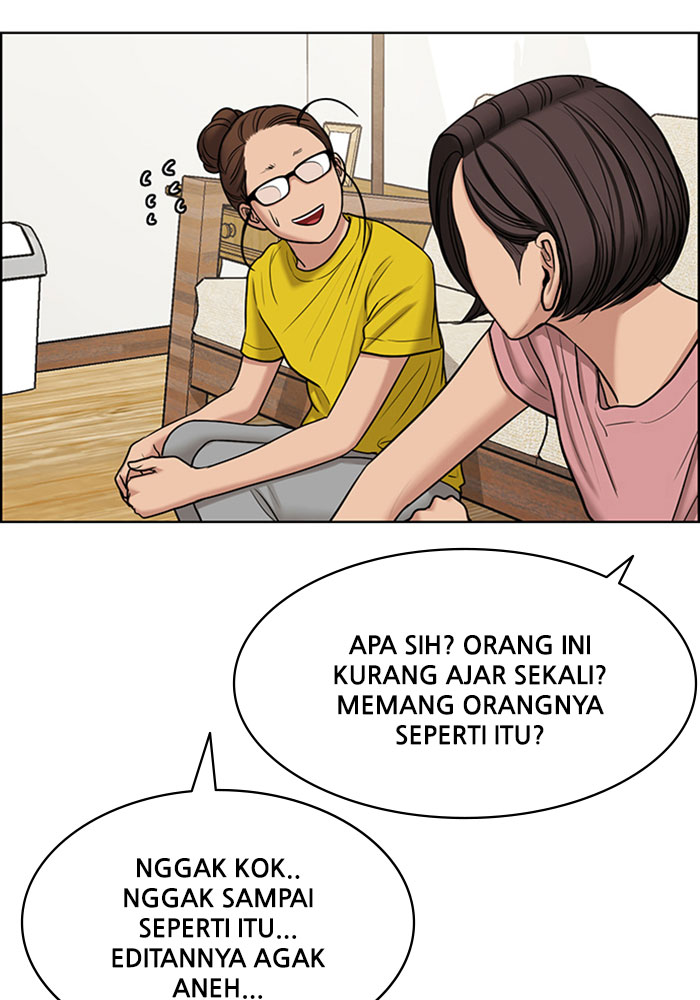 APA SIH? ORANG INI
KURANG AJAR SEKALI?
MEMANG ORANGNYA
SEPERTI ITU?
NGGAK KOK..
NGGAK SAMPAI
SEPERTI ITU...
EDITANNYA AGAK
ANEH...